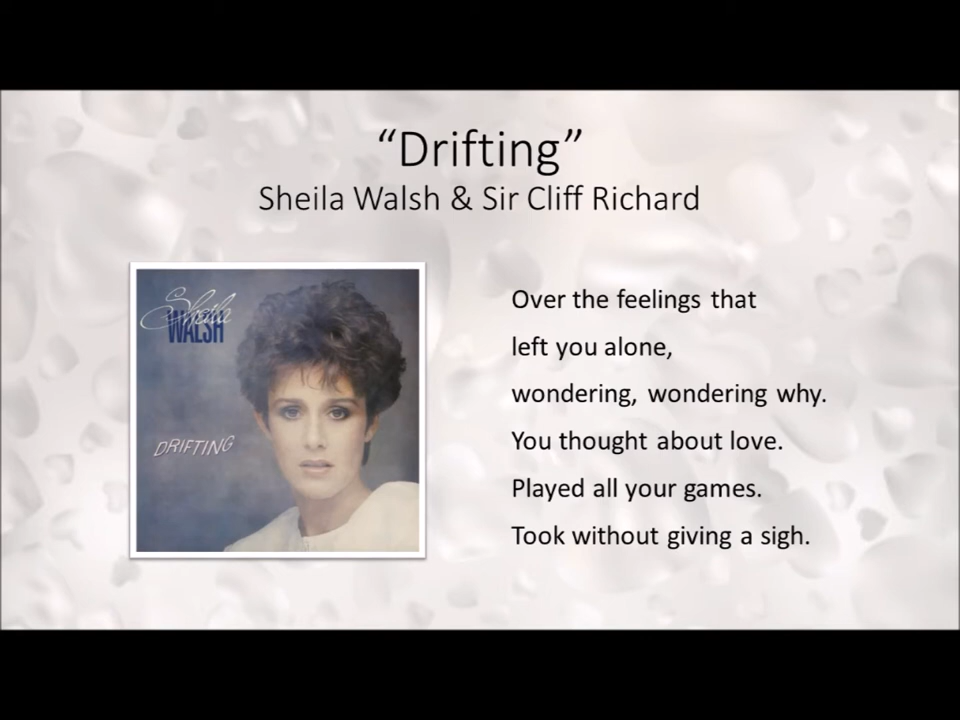 “Drifting”
Sheila Walsh & Sir Cliff Richard
Sheila
WALSH
DRIFTING
Over the feelings that
left you alone,
wondering, wondering why.
You thought about love.
Played all your games.
Took without giving a sigh.